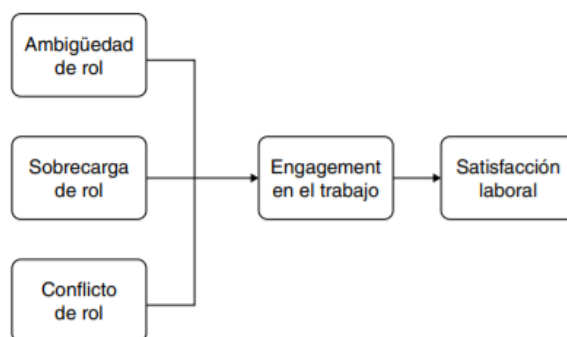 Ambigüedad
de rol
Sobrecarga
de rol
Engagement
en el trabajo
Satisfacción
laboral
Conflicto
de rol